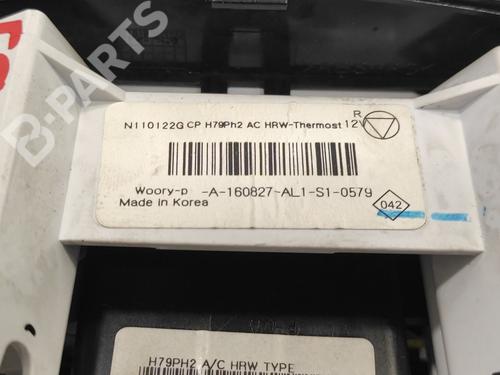 B-PARTS
N110122G CP H79Ph2 AC HRW-Thermost 12V
R
Woory-p -A-160827-AL1-S1-0579
Made in Korea
042
H79PH2 A/C HRW TYPE